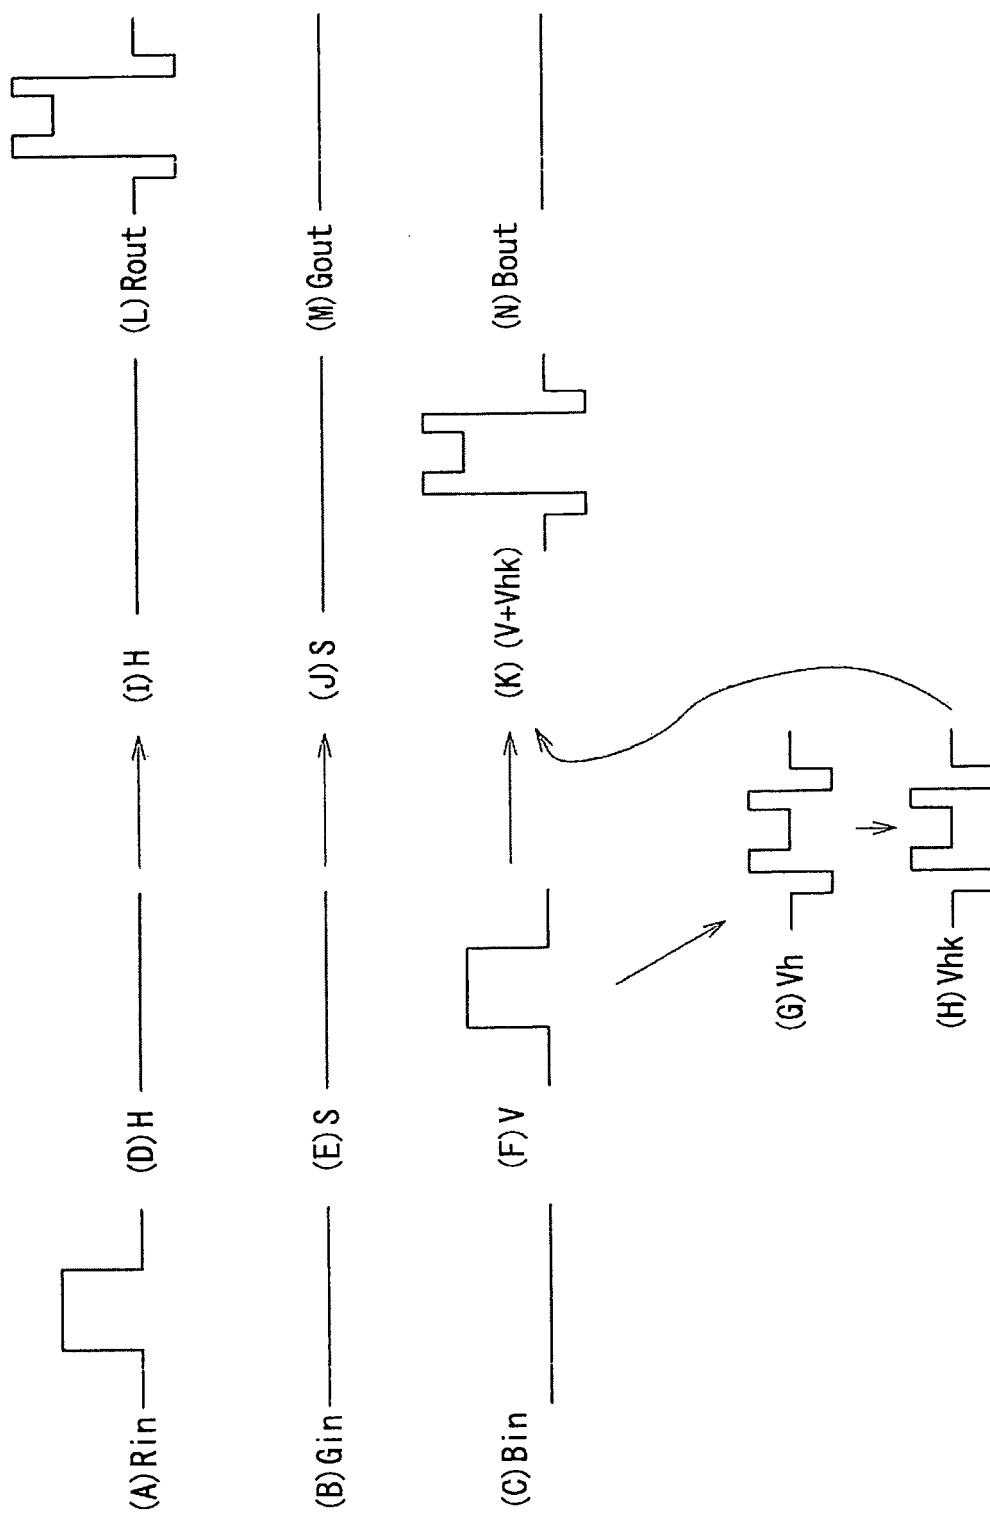 (A) Rin
(B) Gin
(C) Bin
(D) H
(E) S
(F) V
(G) Vh
(H) Vhk
(I) H
(J) S
(K) (V+Vhk)
(L) Rout
(M) Gout
(N) Bout